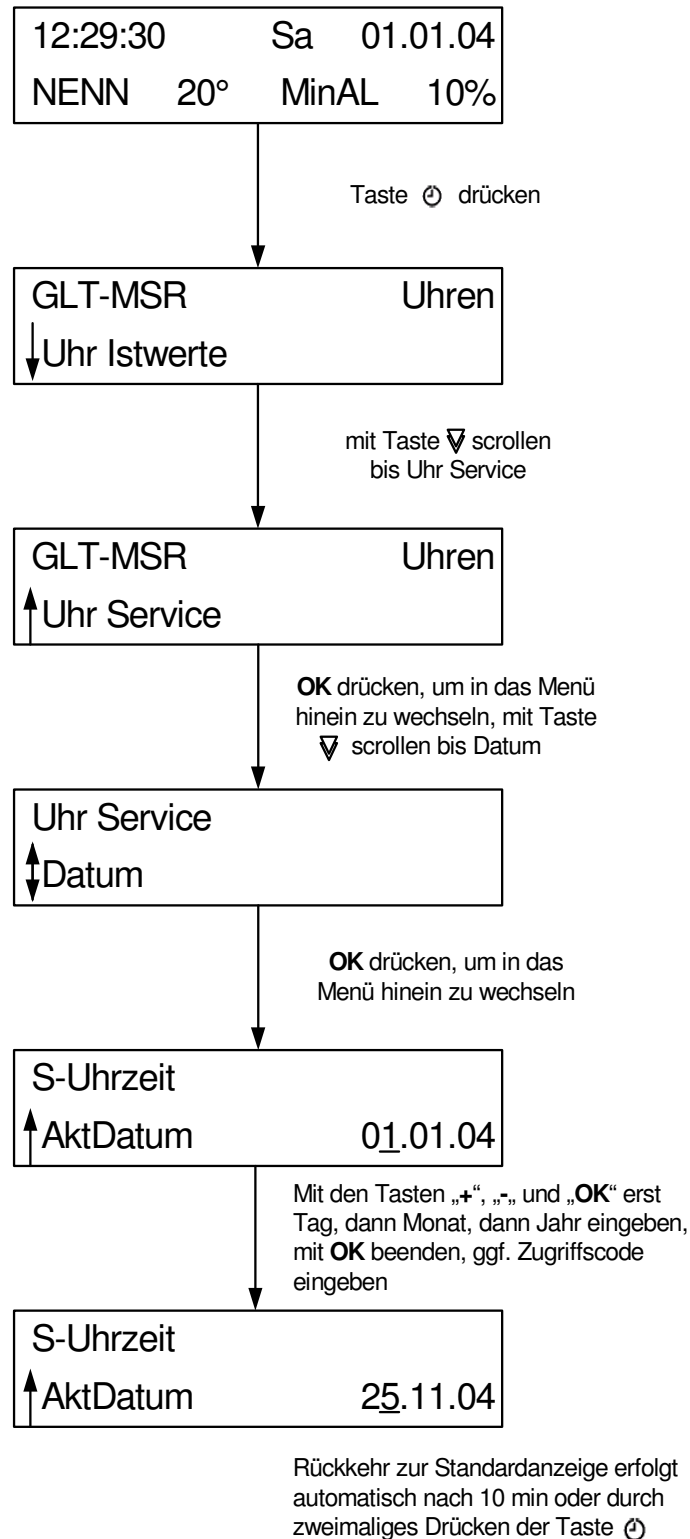 12:29:30 Sa 01.01.04
NENN 20° MinAL 10%
Taste drücken
GLT-MSR Uhren
Uhr Istwerte
mit Taste scrollen
bis Uhr Service
GLT-MSR Uhren
Uhr Service
OK drücken, um in das Menü
hinein zu wechseln, mit Taste
scrollen bis Datum
Uhr Service
Datum
OK drücken, um in das
Menü hinein zu wechseln
S-Uhrzeit
AktDatum 01.01.04
Mit den Tasten „+“, „-„ und „OK“ erst
Tag, dann Monat, dann Jahr eingeben,
mit OK beenden, ggf. Zugriffscode
eingeben
S-Uhrzeit
AktDatum 25.11.04
Rückkehr zur Standardanzeige erfolgt
automatisch nach 10 min oder durch
zweimaliges Drücken der Taste